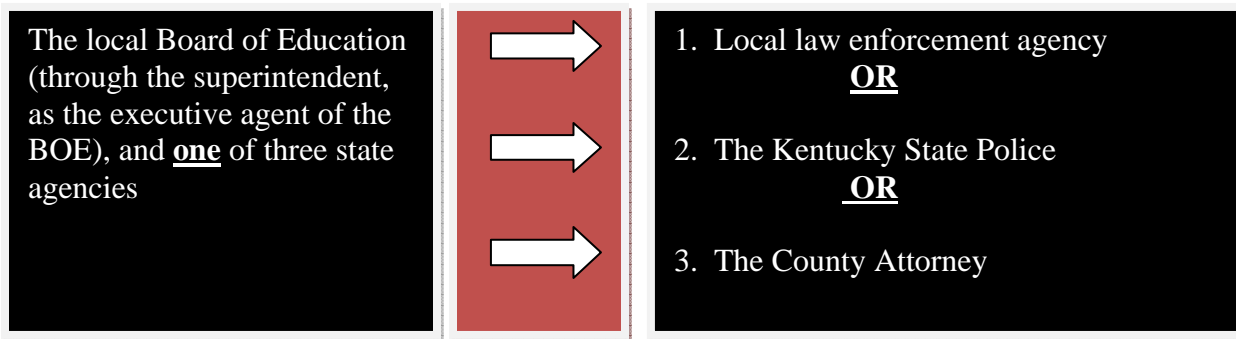 The local Board of Education
(through the superintendent,
as the executive agent of the
BOE), and one of three state
agencies
1. Local law enforcement agency
OR
2. The Kentucky State Police
OR
3. The County Attorney